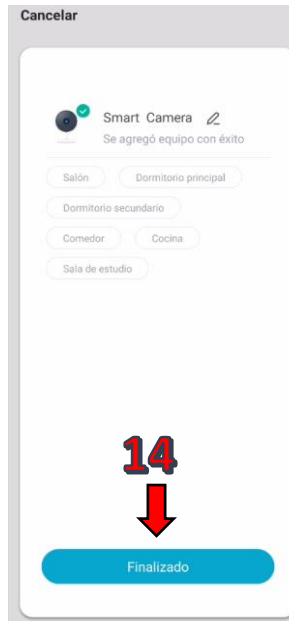 Cancelar
Smart Camera
Se agregó equipo con éxito
Salón Dormitorio principal
Dormitorio secundario
Comedor Cocina
Sala de estudio
14
Finalizado